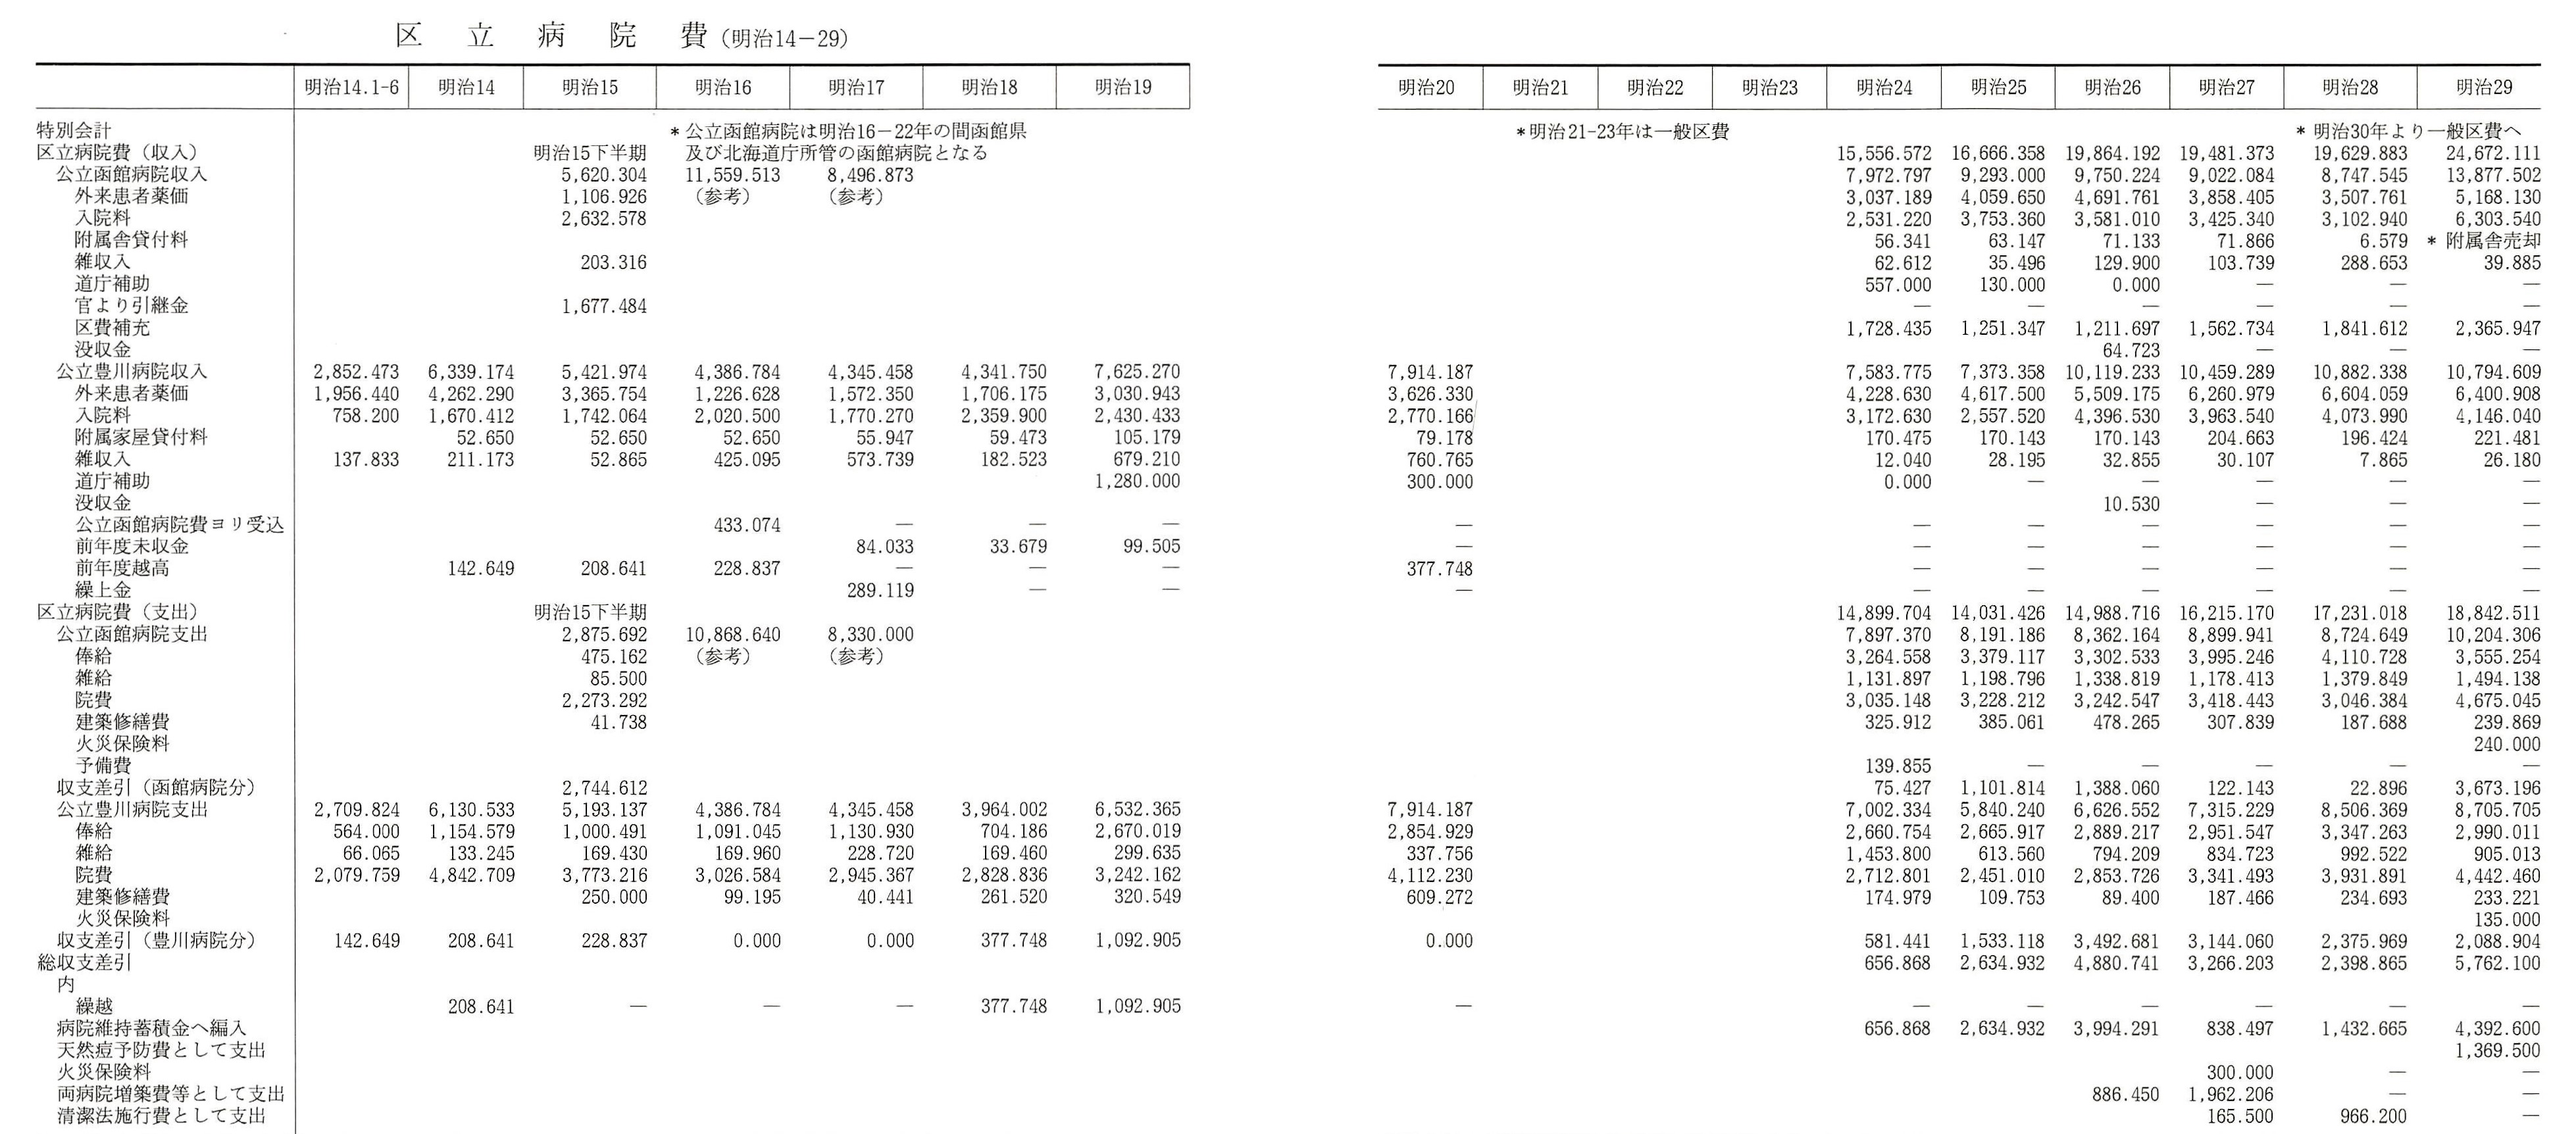 区立病院費(明治14－29)
明治14.1-6 明治14 明治15 明治16 明治17 明治18 明治19 明治20 明治21 明治22 明治23 明治24 明治25 明治26 明治27 明治28 明治29
特別会計 * 公立函館病院は明治16－22年の間函館県 *明治21-23年は一般区費 * 明治30年より一般区費へ
区立病院費（収入） 明治15下半期 及び北海道庁所管の函館病院となる 15,556.572 16,666.358 19,864.192 19,481.373 19,629.883 24,672.111
公立函館病院収入 5,620.304 11,559.513 8,496.873 7,972.797 9,293.000 9,750.224 9,022.084 8,747.545 13,877.502
外来患者薬価 1,106.926 （参考） （参考） 3,037.189 4,059.650 4,691.761 3,858.405 3,507.761 5,168.130
入院料 2,632.578 2,531.220 3,753.360 3,581.010 3,425.340 3,102.940 6,303.540
附属舎貸付料 56.341 63.147 71.133 71.866 6.579 * 附属舎売却
雑収入 203.316 62.612 35.496 129.900 103.739 288.653 39.885
道庁補助 557.000 130.000 0.000 — — —
官より引継金 1,677.484 — — — — — —
区費補充 1,728.435 1,251.347 1,211.697 1,562.734 1,841.612 2,365.947
没収金 64.723 — — —
公立豊川病院収入 2,852.473 6,339.174 5,421.974 4,386.784 4,345.458 4,341.750 7,625.270 7,914.187 7,583.775 7,373.358 10,119.233 10,459.289 10,882.338 10,794.609
外来患者薬価 1,956.440 4,262.290 3,365.754 1,226.628 1,572.350 1,706.175 3,030.943 3,626.330 4,228.630 4,617.500 5,509.175 6,260.979 6,604.059 6,400.908
入院料 758.200 1,670.412 1,742.064 2,020.500 1,770.270 2,359.900 2,430.433 2,770.166 3,172.630 2,557.520 4,396.530 3,963.540 4,073.990 4,146.040
附属家屋貸付料 52.650 52.650 52.650 55.947 59.473 105.179 79.178 170.475 170.143 170.143 204.663 196.424 221.481
雑収入 137.833 211.173 52.865 425.095 573.739 182.523 679.210 760.765 12.040 28.195 32.855 30.107 7.865 26.180
道庁補助 1,280.000 300.000 0.000 — — — — —
没収金 10.530 — — —
公立函館病院費ヨリ受込 433.074 — — — — — — — — — —
前年度未収金 84.033 33.679 99.505 — — — — — — —
前年度越高 142.649 208.641 228.837 — — — 377.748 — — — — — —
繰上金 289.119 — — — — — — — — —
区立病院費（支出） 明治15下半期 14,899.704 14,031.426 14,988.716 16,215.170 17,231.018 18,842.511
公立函館病院支出 2,875.692 10,868.640 8,330.000 7,897.370 8,191.186 8,362.164 8,899.941 8,724.649 10,204.306
俸給 475.162 （参考） （参考） 3,264.558 3,379.117 3,302.533 3,995.246 4,110.728 3,555.254
雑給 85.500 1,131.897 1,198.796 1,338.819 1,178.413 1,379.849 1,494.138
院費 2,273.292 3,035.148 3,228.212 3,242.547 3,418.443 3,046.384 4,675.045
建築修繕費 41.738 325.912 385.061 478.265 307.839 187.688 239.869
火災保険料 240.000
予備費 139.855 — — — — —
収支差引（函館病院分） 2,744.612 75.427 1,101.814 1,388.060 122.143 22.896 3,673.196
公立豊川病院支出 2,709.824 6,130.533 5,193.137 4,386.784 4,345.458 3,964.002 6,532.365 7,914.187 7,002.334 5,840.240 6,626.552 7,315.229 8,506.369 8,705.705
俸給 564.000 1,154.579 1,000.491 1,091.045 1,130.930 704.186 2,670.019 2,854.929 2,660.754 2,665.917 2,889.217 2,951.547 3,347.263 2,990.011
雑給 66.065 133.245 169.430 169.960 228.720 169.460 299.635 337.756 1,453.800 613.560 794.209 834.723 992.522 905.013
院費 2,079.759 4,842.709 3,773.216 3,026.584 2,945.367 2,828.836 3,242.162 4,112.230 2,712.801 2,451.010 2,853.726 3,341.493 3,931.891 4,442.460
建築修繕費 250.000 99.195 40.441 261.520 320.549 609.272 174.979 109.753 89.400 187.466 234.693 233.221
火災保険料 135.000
収支差引（豊川病院分） 142.649 208.641 228.837 0.000 0.000 377.748 1,092.905 0.000 581.441 1,533.118 3,492.681 3,144.060 2,375.969 2,088.904
総収支差引 656.868 2,634.932 4,880.741 3,266.203 2,398.865 5,762.100
内
繰越 208.641 — — — 377.748 1,092.905 — — — — — — —
病院維持蓄積金へ編入 656.868 2,634.932 3,994.291 838.497 1,432.665 4,392.600
天然痘予防費として支出 1,369.500
火災保険料 300.000 — —
両病院増築費等として支出 886.450 1,962.206 — —
清潔法施行費として支出 165.500 966.200 —